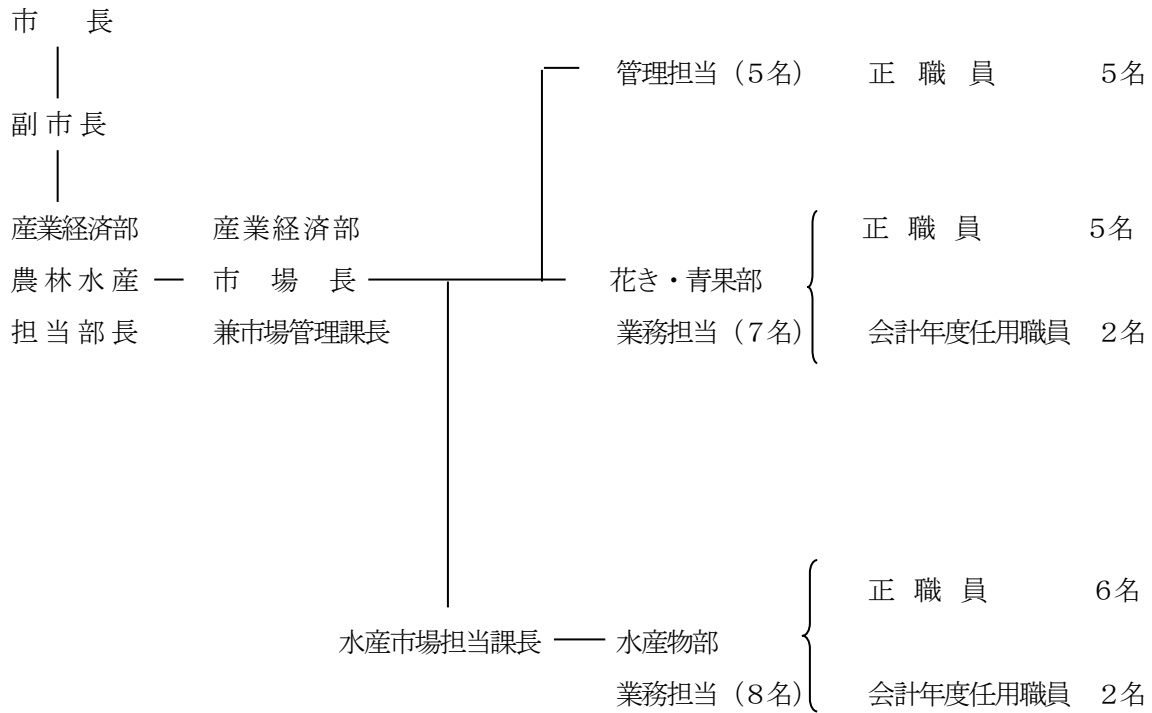 市　　長
管理担当（５名）　正　職　員　　５名
副 市 長
産業経済部　産業経済部　正　職　員　　５名
農 林 水 産　市　場　長　花き・青果部
担 当 部 長　兼市場管理課長　業務担当（７名）　会計年度任用職員　２名
正　職　員　　６名
水産市場担当課長　水産物部
業務担当（８名）　会計年度任用職員　２名